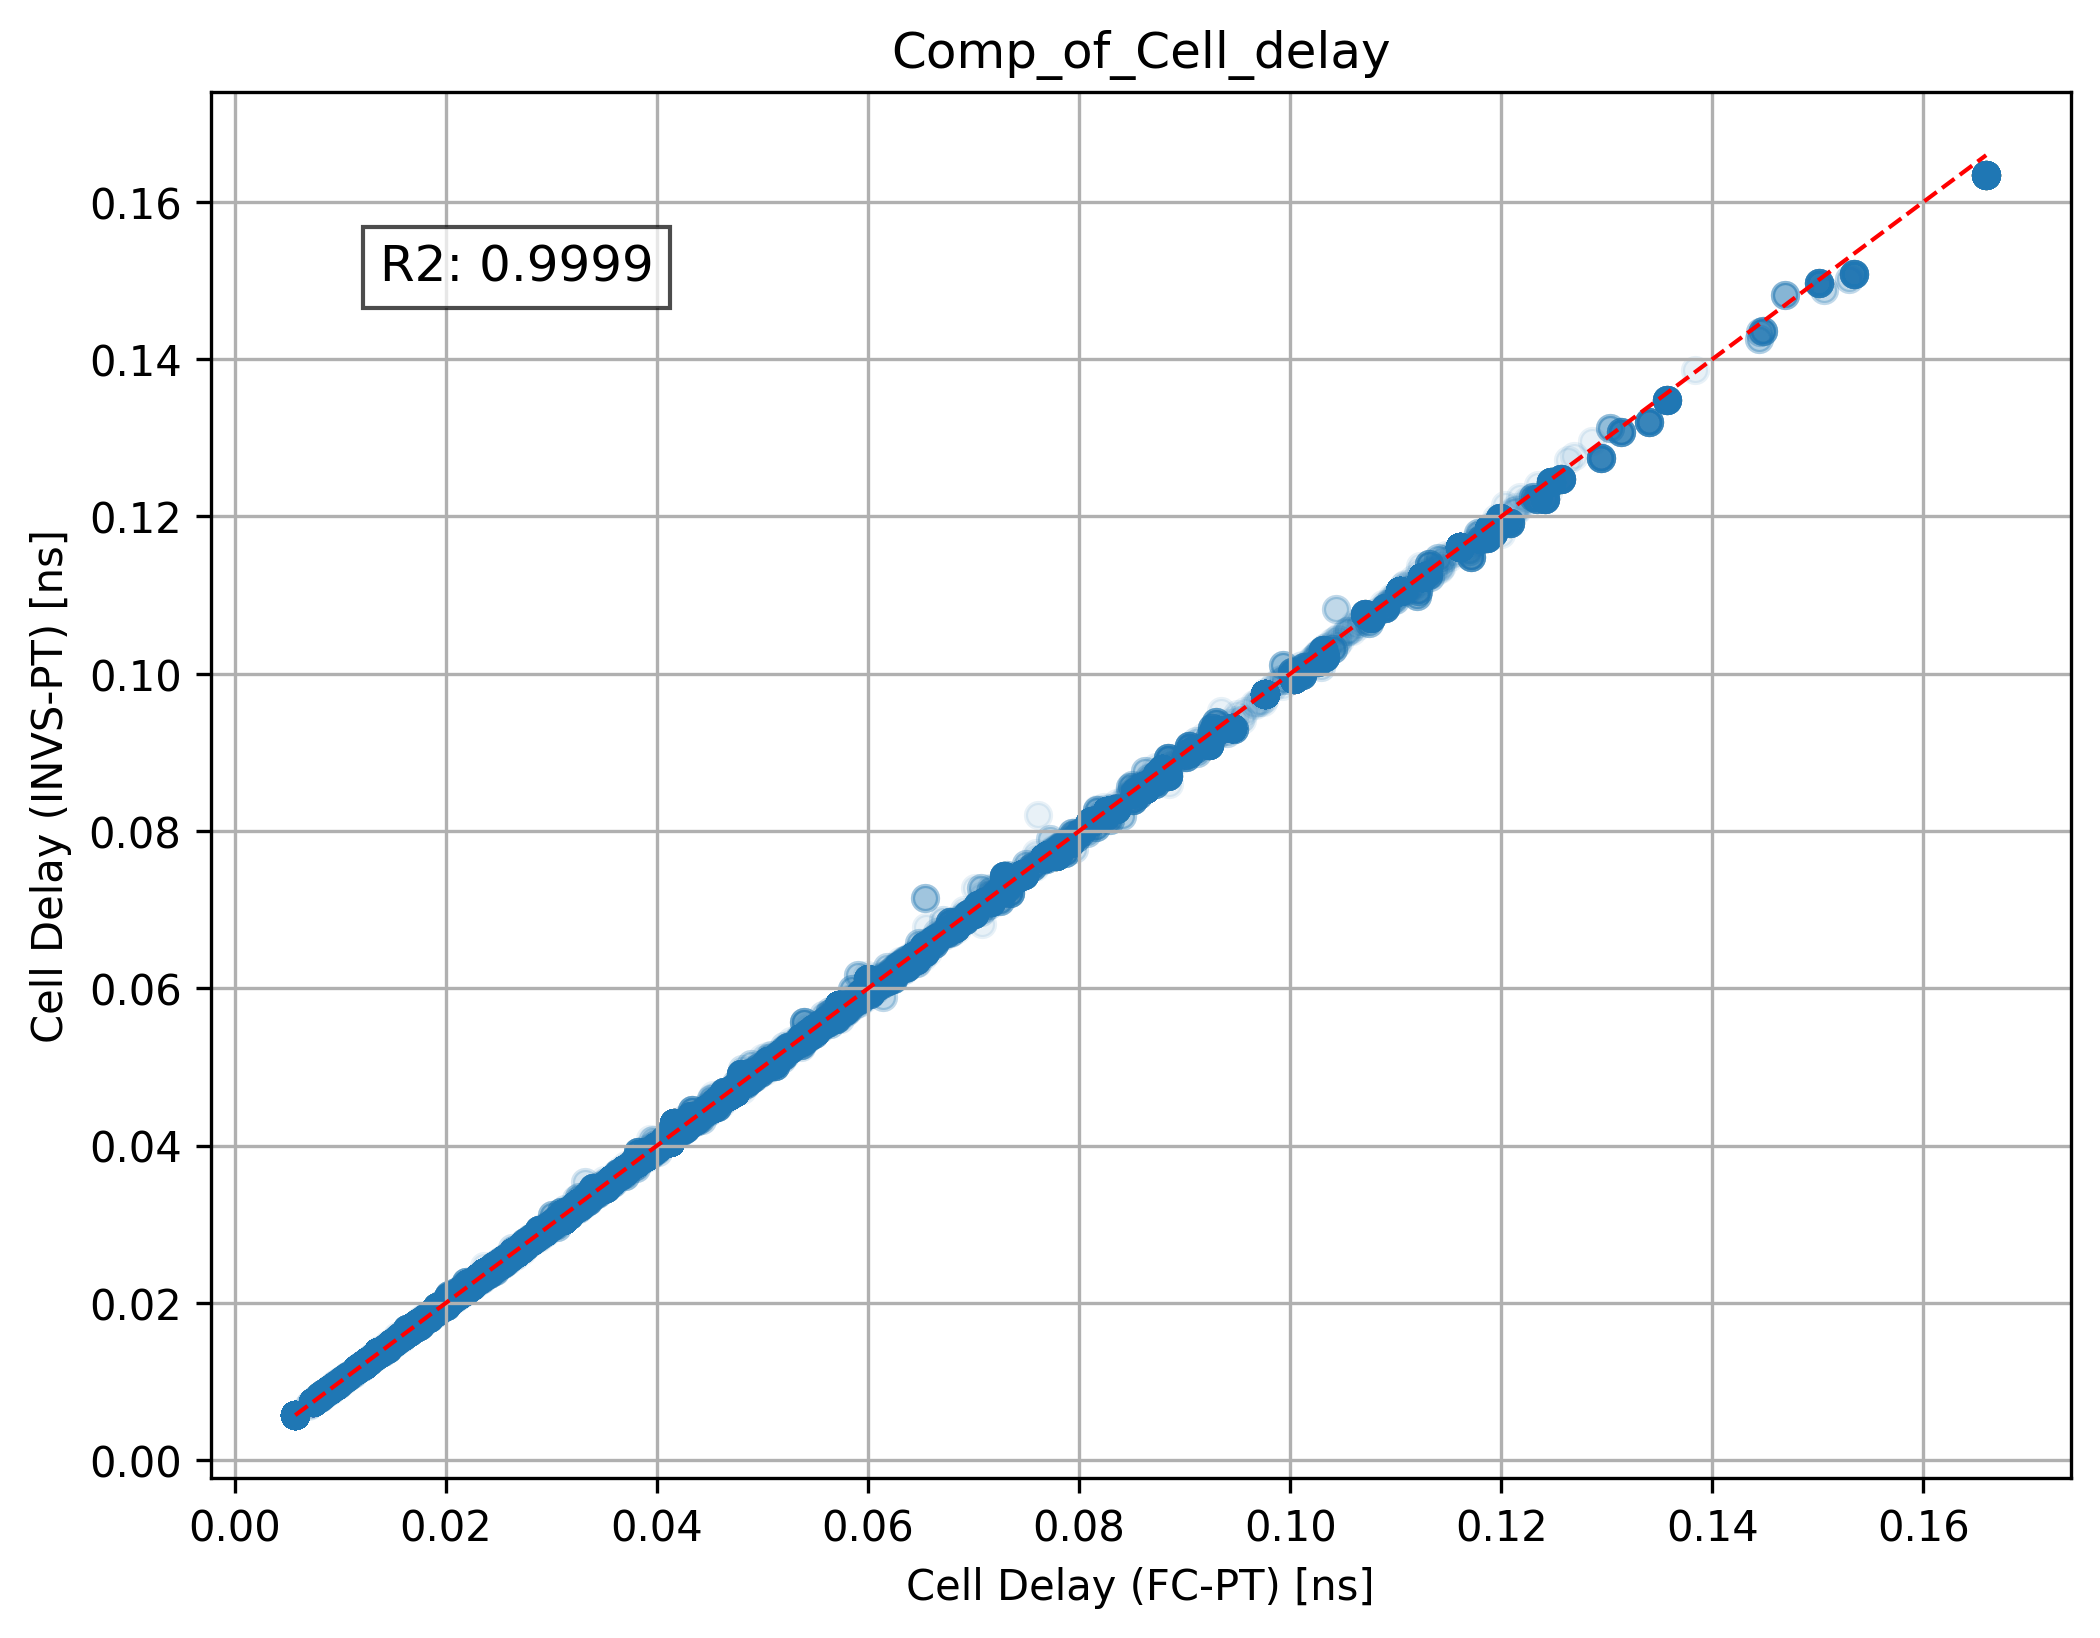 Comp_of_Cell_delay
R2: 0.9999
Cell Delay (INVS-PT) [ns]
0.16
0.14
0.12
0.10
0.08
0.06
0.04
0.02
0.00
0.00 0.02 0.04 0.06 0.08 0.10 0.12 0.14 0.16
Cell Delay (FC-PT) [ns]